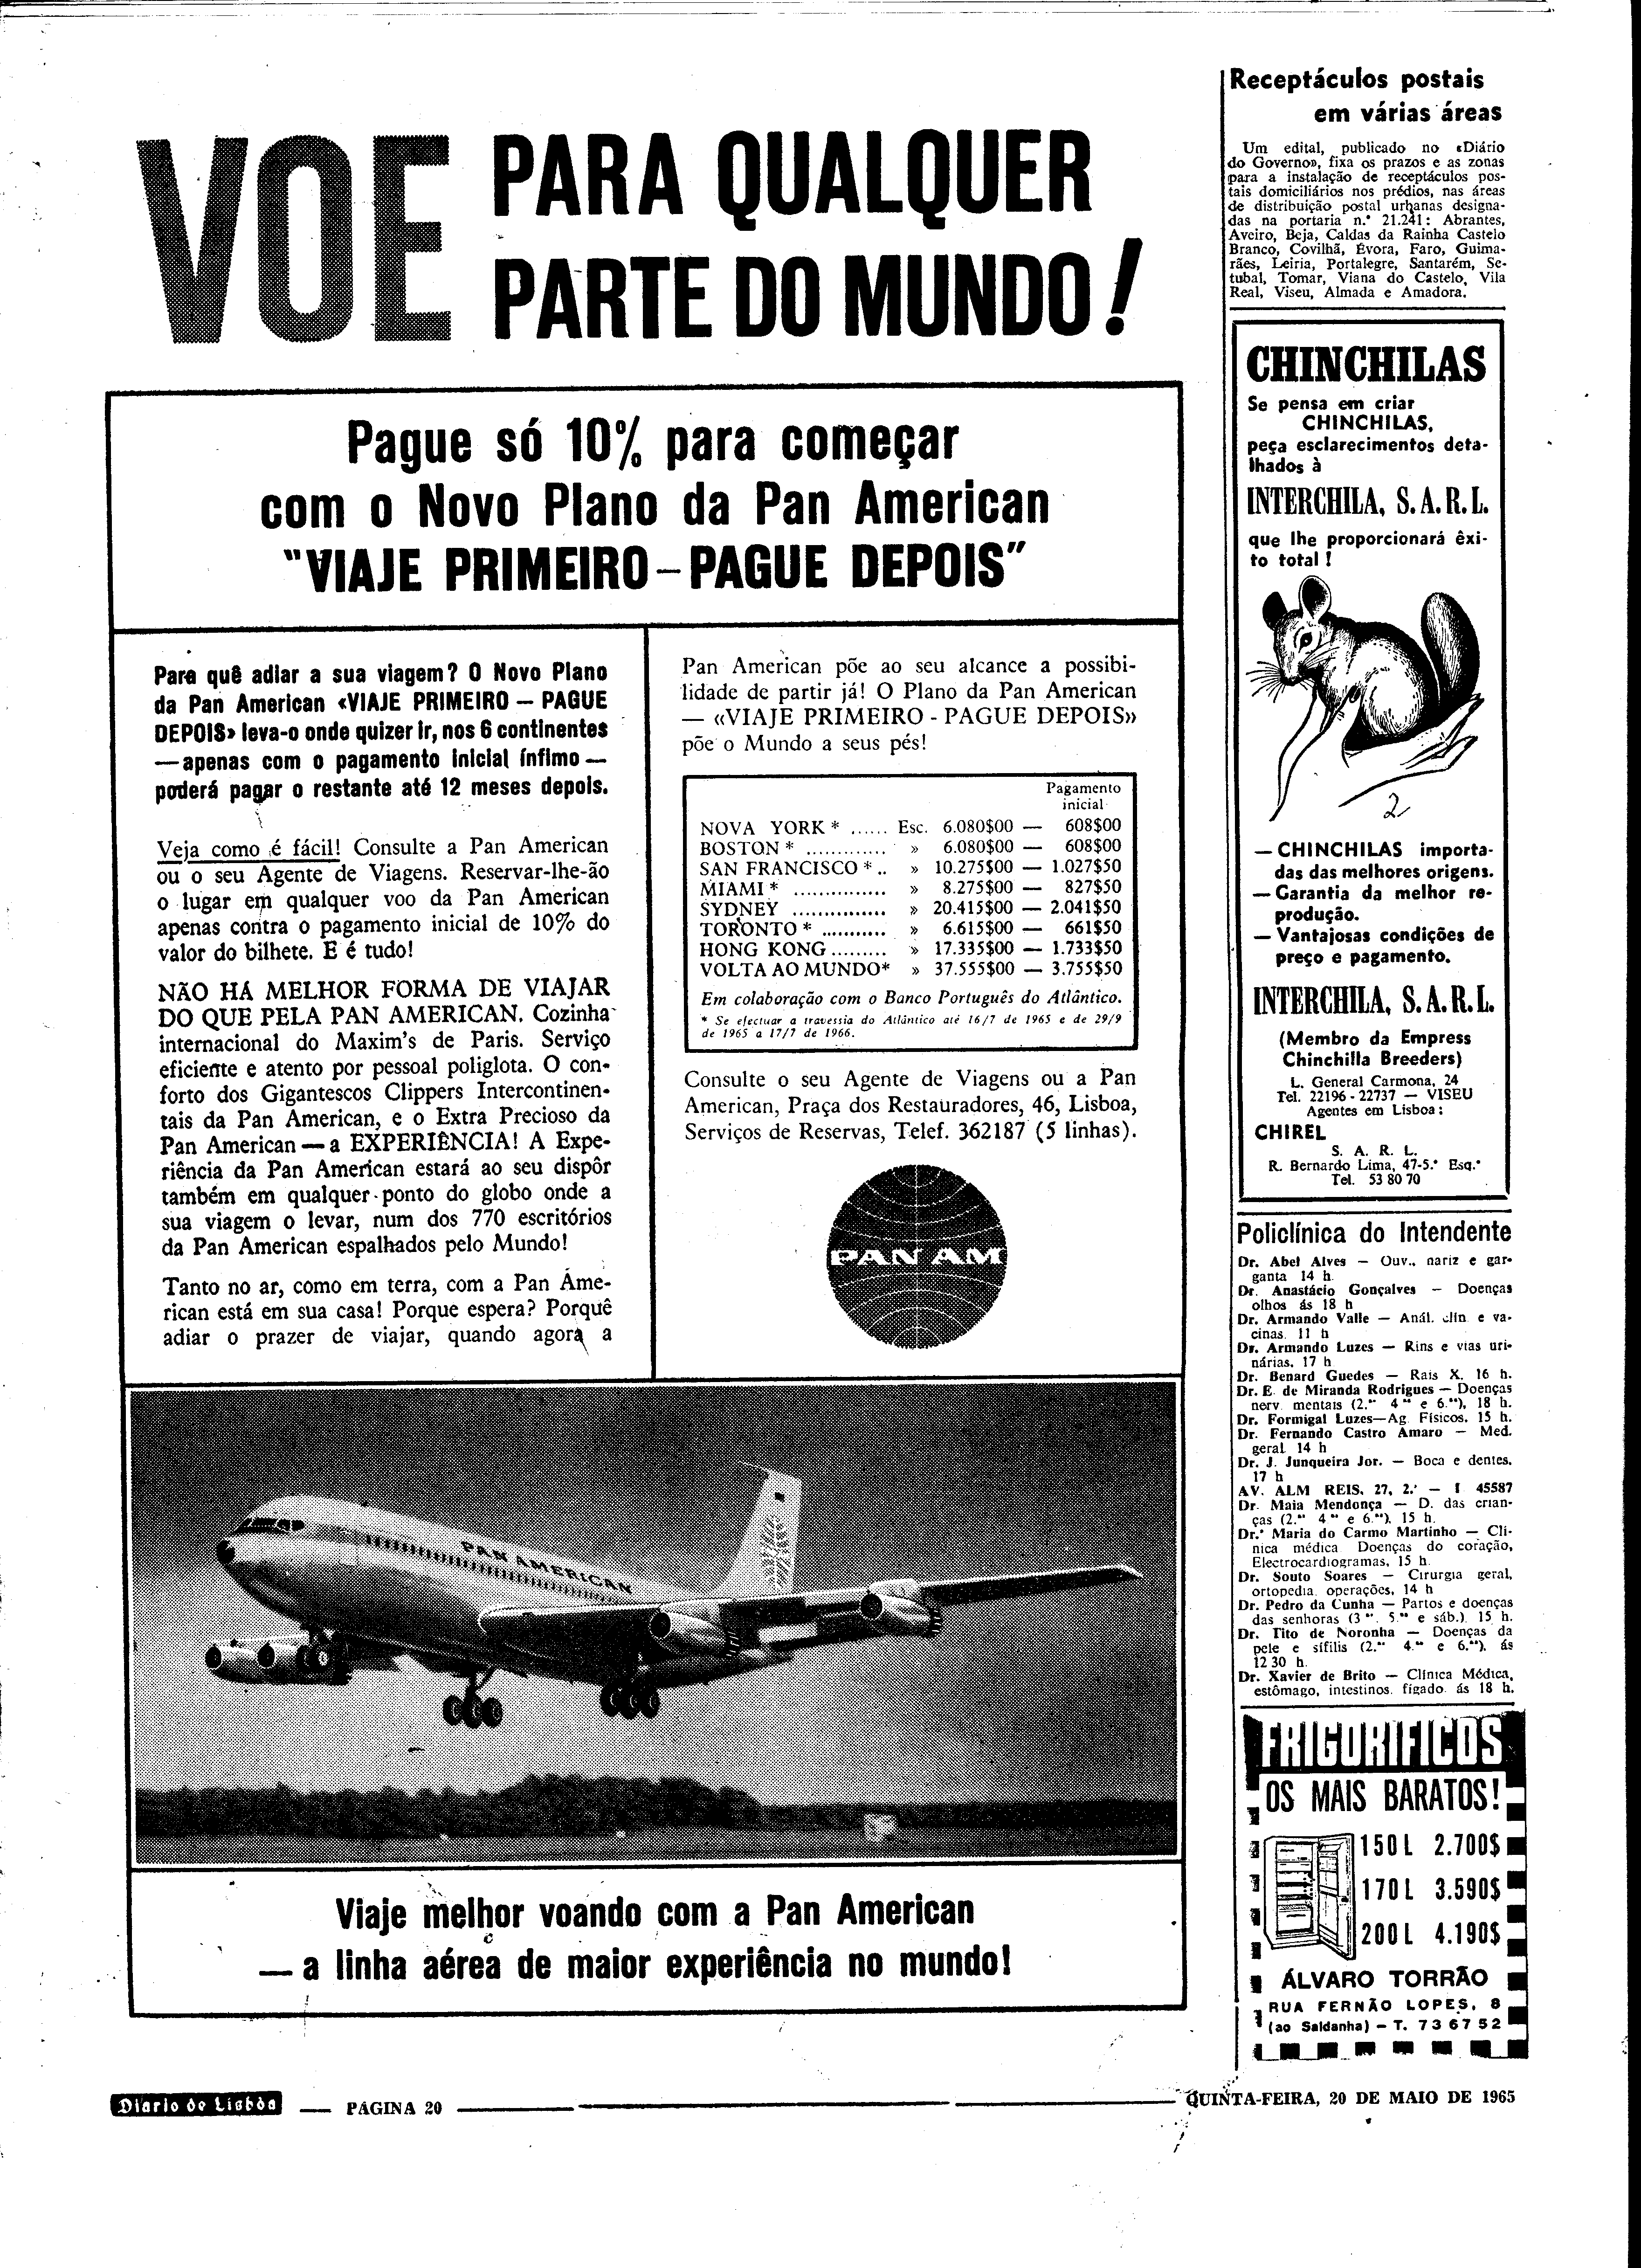 VOE PARA QUALQUER
PARTE DO MUNDO!
Pague só 10% para começar
com o Novo Plano da Pan American
"VIAJE PRIMEIRO – PAGUE DEPOIS"
Para quê adiar a sua viagem? O Novo Plano
da Pan American «VIAJE PRIMEIRO – PAGUE
DEPOIS» leva-o onde quizer ir, nos 6 continentes
— apenas com o pagamento inicial ínfimo —
poderá pagar o restante até 12 meses depois.
Veja como é fácil! Consulte a Pan American
ou o seu Agente de Viagens. Reservar-lhe-ão
o lugar em qualquer voo da Pan American
apenas contra o pagamento inicial de 10% do
valor do bilhete. E é tudo!
NÃO HÁ MELHOR FORMA DE VIAJAR
DO QUE PELA PAN AMERICAN. Cozinha
internacional do Maxim's de Paris. Serviço
eficiente e atento por pessoal poliglota. O con-
forto dos Gigantescos Clippers Intercontinen-
tais da Pan American, e o Extra Precioso da
Pan American — a EXPERIÊNCIA! A Expe-
riência da Pan American estará ao seu dispôr
também em qualquer ponto do globo onde a
sua viagem o levar, num dos 770 escritórios
da Pan American espalhados pelo Mundo!
Tanto no ar, como em terra, com a Pan Ame-
rican está em sua casa! Porque espera? Porquê
adiar o prazer de viajar, quando agora a
Pan American põe ao seu alcance a possibi-
lidade de partir já! O Plano da Pan American
— «VIAJE PRIMEIRO - PAGUE DEPOIS»
põe o Mundo a seus pés!
Pagamento
inicial
NOVA YORK * ...... Esc. 6.080$00 — 608$00
BOSTON * ............ » 6.080$00 — 608$00
SAN FRANCISCO * .. » 10.275$00 — 1.027$50
MIAMI * ............... » 8.275$00 — 827$50
SYDNEY ............... » 20.415$00 — 2.041$50
TORONTO * ........... » 6.615$00 — 661$50
HONG KONG ......... » 17.335$00 — 1.733$50
VOLTA AO MUNDO* » 37.555$00 — 3.755$50
Em colaboração com o Banco Português do Atlântico.
* Se efectuar a travessia do Atlântico até 16/7 de 1965 e de 29/9
de 1965 a 17/7 de 1966.
Consulte o seu Agente de Viagens ou a Pan
American, Praça dos Restauradores, 46, Lisboa,
Serviços de Reservas, Telef. 362187 (5 linhas).
PAN AM
PAN AMERICAN
Viaje melhor voando com a Pan American
— a linha aérea de maior experiência no mundo!
Receptáculos postais
em várias áreas
Um edital, publicado no «Diário
do Governo», fixa os prazos e as zonas
para a instalação de receptáculos pos-
tais domiciliários nos prédios, nas áreas
de distribuição postal urbanas designa-
das na portaria n.º 21.241: Abrantes,
Aveiro, Beja, Caldas da Rainha Castelo
Branco, Covilhã, Évora, Faro, Guima-
rães, Leiria, Portalegre, Santarém, Se-
tubal, Tomar, Viana do Castelo, Vila
Real, Viseu, Almada e Amadora.
CHINCHILAS
Se pensa em criar
CHINCHILAS,
peça esclarecimentos deta-
lhados à
INTERCHILA, S.A.R.L.
que lhe proporcionará êxi-
to total !
2
— CHINCHILAS importa-
das das melhores origens.
— Garantia da melhor re-
produção.
— Vantajosas condições de
preço e pagamento.
INTERCHILA, S.A.R.L.
(Membro da Empress
Chinchilla Breeders)
L. General Carmona, 24
Tel. 22196 - 22737 — VISEU
Agentes em Lisboa:
CHIREL
S. A. R. L.
R. Bernardo Lima, 47-5.º Esq.º
Tel. 53 80 70
Policlínica do Intendente
Dr. Abel Alves — Ouv., nariz e gar-
ganta 14 h.
Dr. Anastácio Gonçalves — Doenças
olhos ás 18 h
Dr. Armando Valle — Anál. clín e va-
cinas. 11 h
Dr. Armando Luzes — Rins e vias uri-
nárias. 17 h
Dr. Benard Guedes — Rais X. 16 h.
Dr. E. de Miranda Rodrigues — Doenças
nerv. mentais (2.ªs 4.ªs e 6.ªs), 18 h.
Dr. Formigal Luzes—Ag. Físicos. 15 h.
Dr. Fernando Castro Amaro — Med.
geral 14 h
Dr. J. Junqueira Jor. — Boca e dentes.
17 h
AV. ALM REIS, 27, 2.º — T 45587
Dr. Maia Mendonça — D. das crian-
ças (2.ªs 4.ªs e 6.ªs), 15 h.
Dr.ª Maria do Carmo Martinho — Clí-
nica médica Doenças do coração,
Electrocardiogramas, 15 h.
Dr. Souto Soares — Cirurgia geral,
ortopedia, operações, 14 h
Dr. Pedro da Cunha — Partos e doenças
das senhoras (3.ªs, 5.ªs e sáb.). 15 h.
Dr. Tito de Noronha — Doenças da
pele e sífilis (2.ªs 4.ªs e 6.ªs), ás
12 30 h.
Dr. Xavier de Brito — Clínica Médica,
estômago, intestinos. fígado. ás 18 h.
FRIGORIFICOS
OS MAIS BARATOS!
150 L 2.700$
170 L 3.590$
200 L 4.190$
ÁLVARO TORRÃO
RUA FERNÃO LOPES, 8
(ao Saldanha) — T. 73 67 52
Diario de Lisbôa — PÁGINA 20
QUINTA-FEIRA, 20 DE MAIO DE 1965